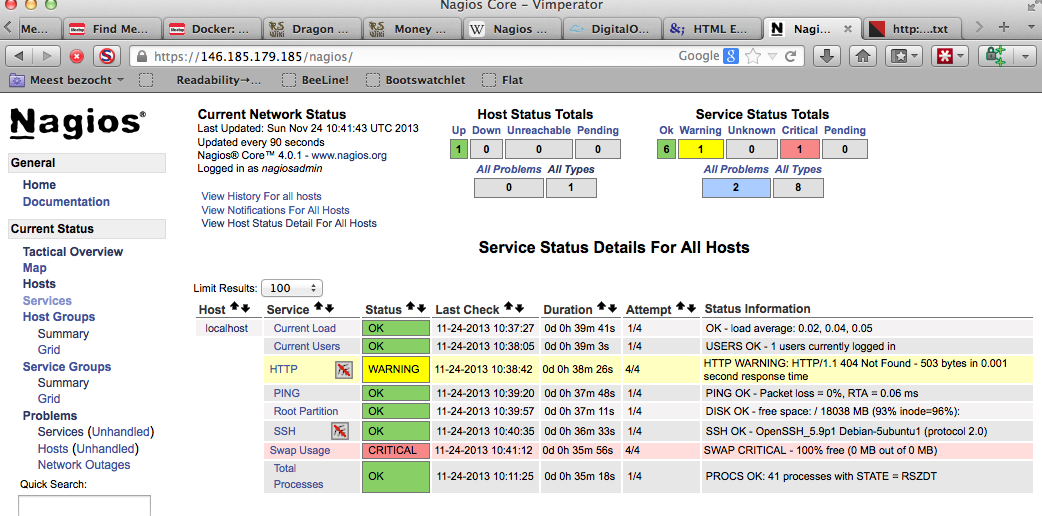 Nagios Core – Vimperator
Me... Find Me... Docker: ... Dragon ... Money ... Nagios ... DigitalO... HTML E... Nagi... http:....txt
https://146.185.179.185/nagios/ Google
Meest bezocht Readability→... BeeLine! Bootswatchlet Flat
Nagios®
General
Home
Documentation
Current Status
Tactical Overview
Map
Hosts
Services
Host Groups
Summary
Grid
Service Groups
Summary
Grid
Problems
Services (Unhandled)
Hosts (Unhandled)
Network Outages
Quick Search:
Current Network Status
Last Updated: Sun Nov 24 10:41:43 UTC 2013
Updated every 90 seconds
Nagios® Core™ 4.0.1 - www.nagios.org
Logged in as nagiosadmin
View History For all hosts
View Notifications For All Hosts
View Host Status Detail For All Hosts
Host Status Totals
Up Down Unreachable Pending
1 0 0 0
All Problems All Types
0 1
Service Status Totals
Ok Warning Unknown Critical Pending
6 1 0 1 0
All Problems All Types
2 8
Service Status Details For All Hosts
Limit Results: 100
Host Service Status Last Check Duration Attempt Status Information
localhost Current Load OK 11-24-2013 10:37:27 0d 0h 39m 41s 1/4 OK - load average: 0.02, 0.04, 0.05
Current Users OK 11-24-2013 10:38:05 0d 0h 39m 3s 1/4 USERS OK - 1 users currently logged in
HTTP WARNING 11-24-2013 10:38:42 0d 0h 38m 26s 4/4 HTTP WARNING: HTTP/1.1 404 Not Found - 503 bytes in 0.001
second response time
PING OK 11-24-2013 10:39:20 0d 0h 37m 48s 1/4 PING OK - Packet loss = 0%, RTA = 0.06 ms
Root Partition OK 11-24-2013 10:39:57 0d 0h 37m 11s 1/4 DISK OK - free space: / 18038 MB (93% inode=96%):
SSH OK 11-24-2013 10:40:35 0d 0h 36m 33s 1/4 SSH OK - OpenSSH_5.9p1 Debian-5ubuntu1 (protocol 2.0)
Swap Usage CRITICAL 11-24-2013 10:41:12 0d 0h 35m 56s 4/4 SWAP CRITICAL - 100% free (0 MB out of 0 MB)
Total
Processes OK 11-24-2013 10:11:25 0d 0h 35m 18s 1/4 PROCS OK: 41 processes with STATE = RSZDT